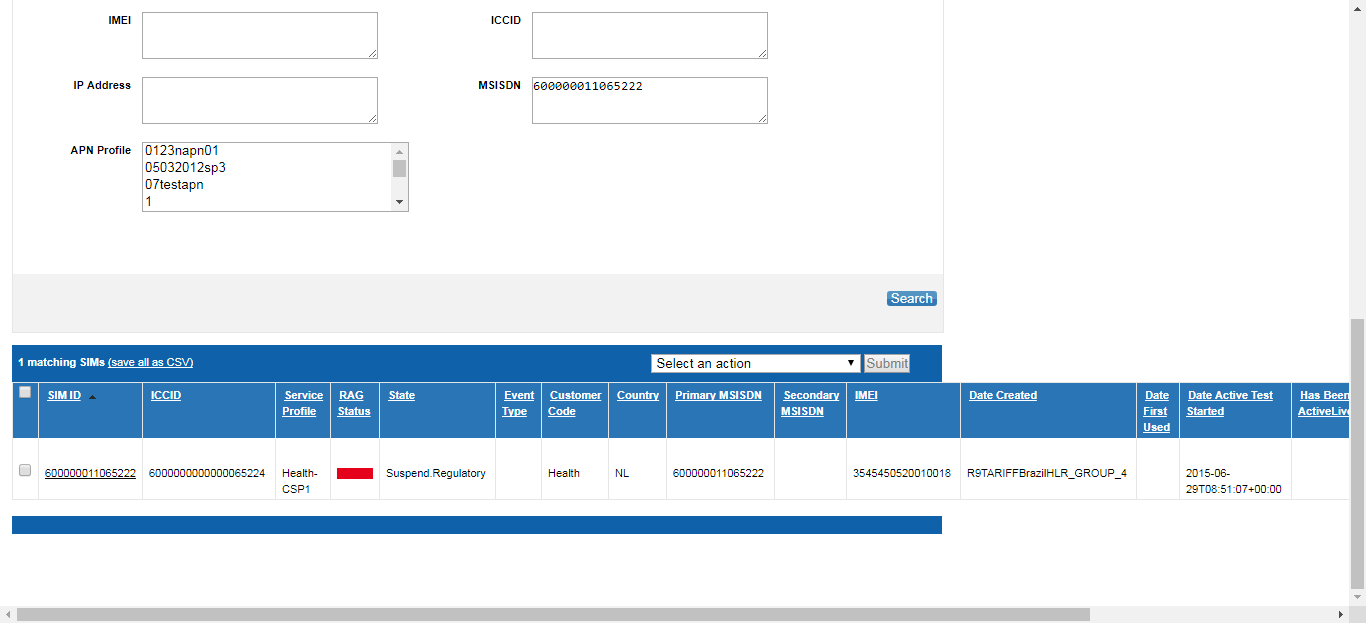 IMEI
ICCID
IP Address
MSISDN
600000011065222
APN Profile
0123napn01
05032012sp3
07testapn
1
Search
1 matching SIMs (save all as CSV)
Select an action
Submit
SIM ID
ICCID
Service Profile
RAG Status
State
Event Type
Customer Code
Country
Primary MSISDN
Secondary MSISDN
IMEI
Date Created
Date First Used
Date Active Test Started
Has Been ActiveLive
600000011065222
6000000000000065224
Health-CSP1
Suspend.Regulatory
Health
NL
600000011065222
3545450520010018
R9TARIFFBrazilHLR_GROUP_4
2015-06-29T08:51:07+00:00